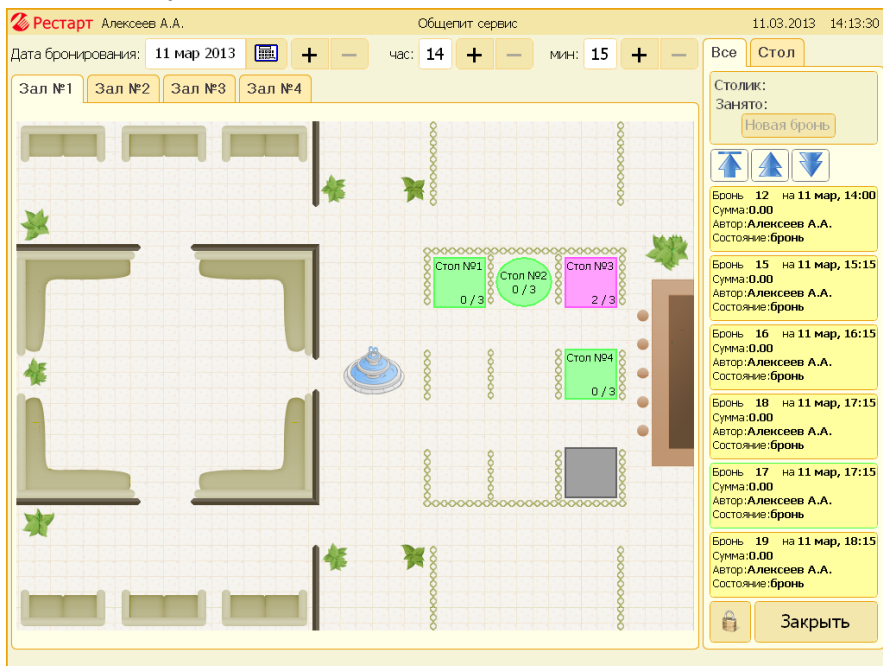 Рестарт Алексеев А.А. Общепит сервис 11.03.2013 14:13:30
Дата бронирования: 11 мар 2013 + − час: 14 + − мин: 15 + −
Все Стол
Зал №1 Зал №2 Зал №3 Зал №4
Столик:
Занято:
Новая бронь
Стол №1
0 / 3
Стол №2
0 / 3
Стол №3
2 / 3
Стол №4
0 / 3
Бронь 12 на 11 мар, 14:00
Сумма:0.00
Автор:Алексеев А.А.
Состояние:бронь
Бронь 15 на 11 мар, 15:15
Сумма:0.00
Автор:Алексеев А.А.
Состояние:бронь
Бронь 16 на 11 мар, 16:15
Сумма:0.00
Автор:Алексеев А.А.
Состояние:бронь
Бронь 18 на 11 мар, 17:15
Сумма:0.00
Автор:Алексеев А.А.
Состояние:бронь
Бронь 17 на 11 мар, 17:15
Сумма:0.00
Автор:Алексеев А.А.
Состояние:бронь
Бронь 19 на 11 мар, 18:15
Сумма:0.00
Автор:Алексеев А.А.
Состояние:бронь
Закрыть